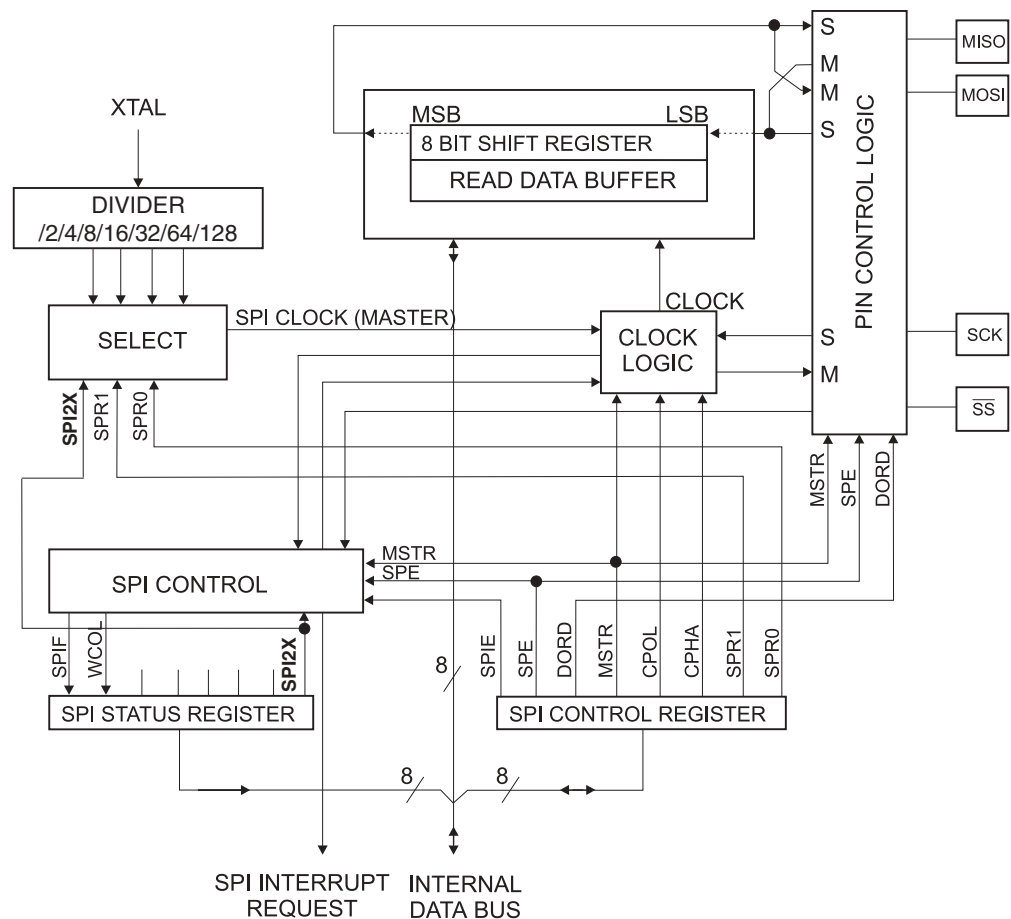 S
MISO
M
MOSI
M
XTAL
MSB
LSB
S
8 BIT SHIFT REGISTER
READ DATA BUFFER
DIVIDER
/2/4/8/16/32/64/128
PIN CONTROL LOGIC
CLOCK
SPI CLOCK (MASTER)
SELECT
CLOCK
LOGIC
S
SCK
M
SPI2X
SPR1
SPR0
SS
MSTR
SPE
DORD
MSTR
SPE
SPI CONTROL
SPIF
WCOL
SPI2X
8
SPIE
SPE
DORD
MSTR
CPOL
CPHA
SPR1
SPR0
SPI STATUS REGISTER
SPI CONTROL REGISTER
8
8
SPI INTERRUPT
REQUEST
INTERNAL
DATA BUS